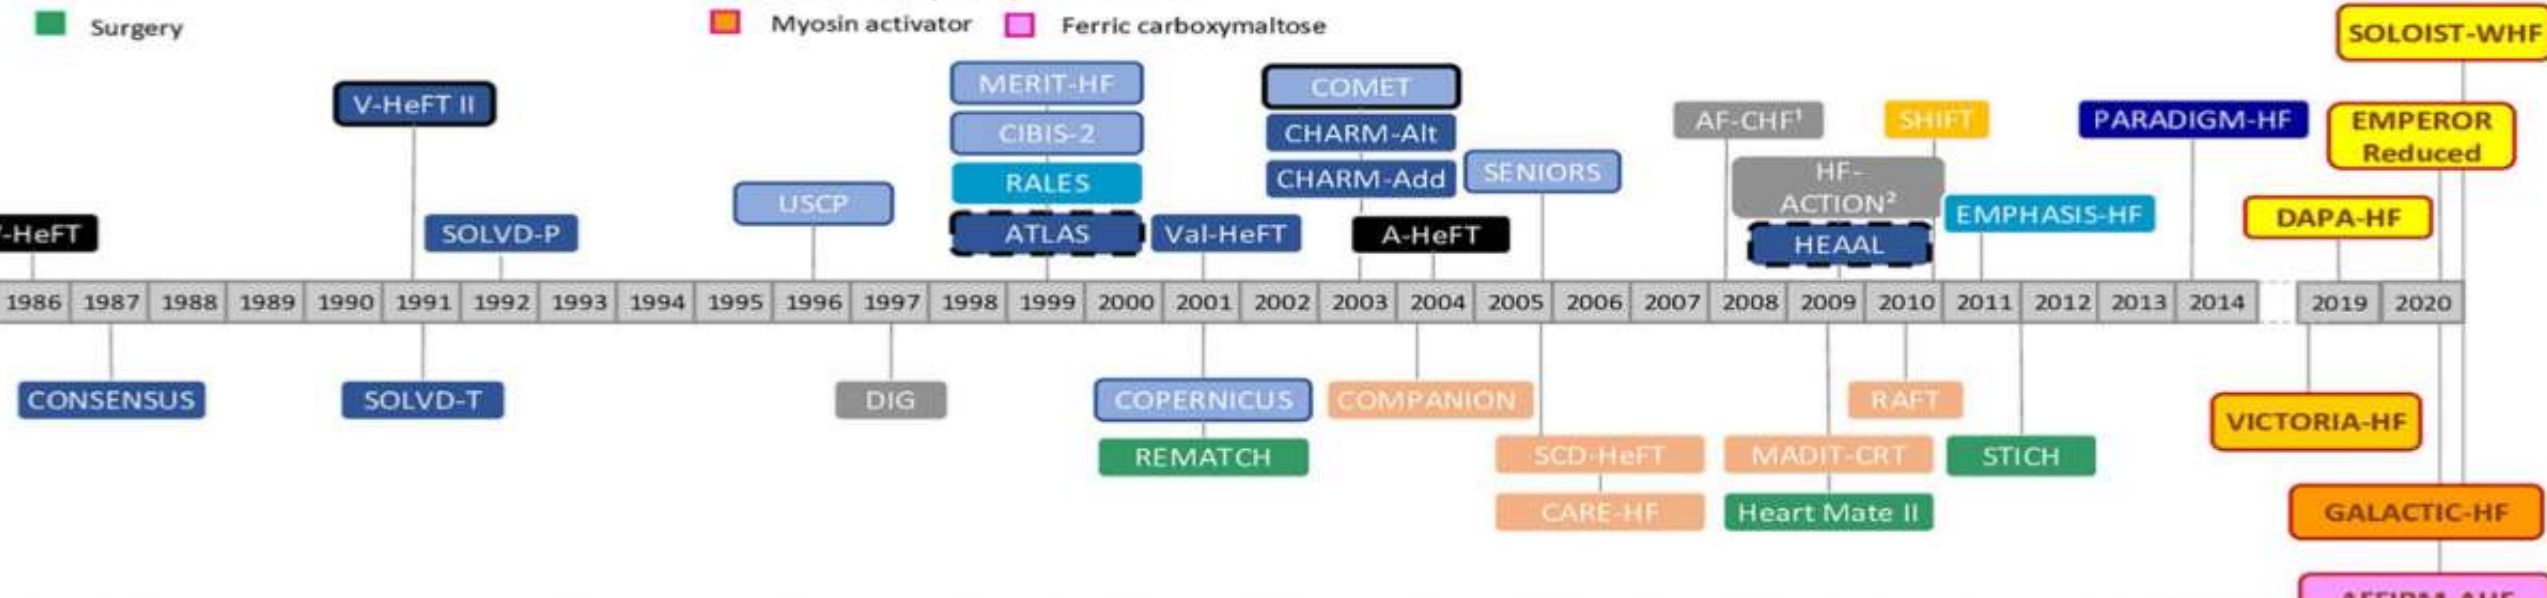 Surgery
Myosin activator
Ferric carboxymaltose
SOLOIST-WHF
V-HeFT II
MERIT-HF
COMET
AF-CHF¹
SHIFT
PARADIGM-HF
EMPEROR
Reduced
CIBIS-2
CHARM-Alt
RALES
CHARM-Add
SENIORS
HF-
ACTION²
USCP
-HeFT
SOLVD-P
ATLAS
Val-HeFT
A-HeFT
HEAAL
EMPHASIS-HF
DAPA-HF
1986 1987 1988 1989 1990 1991 1992 1993 1994 1995 1996 1997 1998 1999 2000 2001 2002 2003 2004 2005 2006 2007 2008 2009 2010 2011 2012 2013 2014 2019 2020
CONSENSUS
SOLVD-T
DIG
COPERNICUS
COMPANION
RAFT
VICTORIA-HF
REMATCH
SCD-HeFT
MADIT-CRT
STICH
CARE-HF
Heart Mate II
GALACTIC-HF